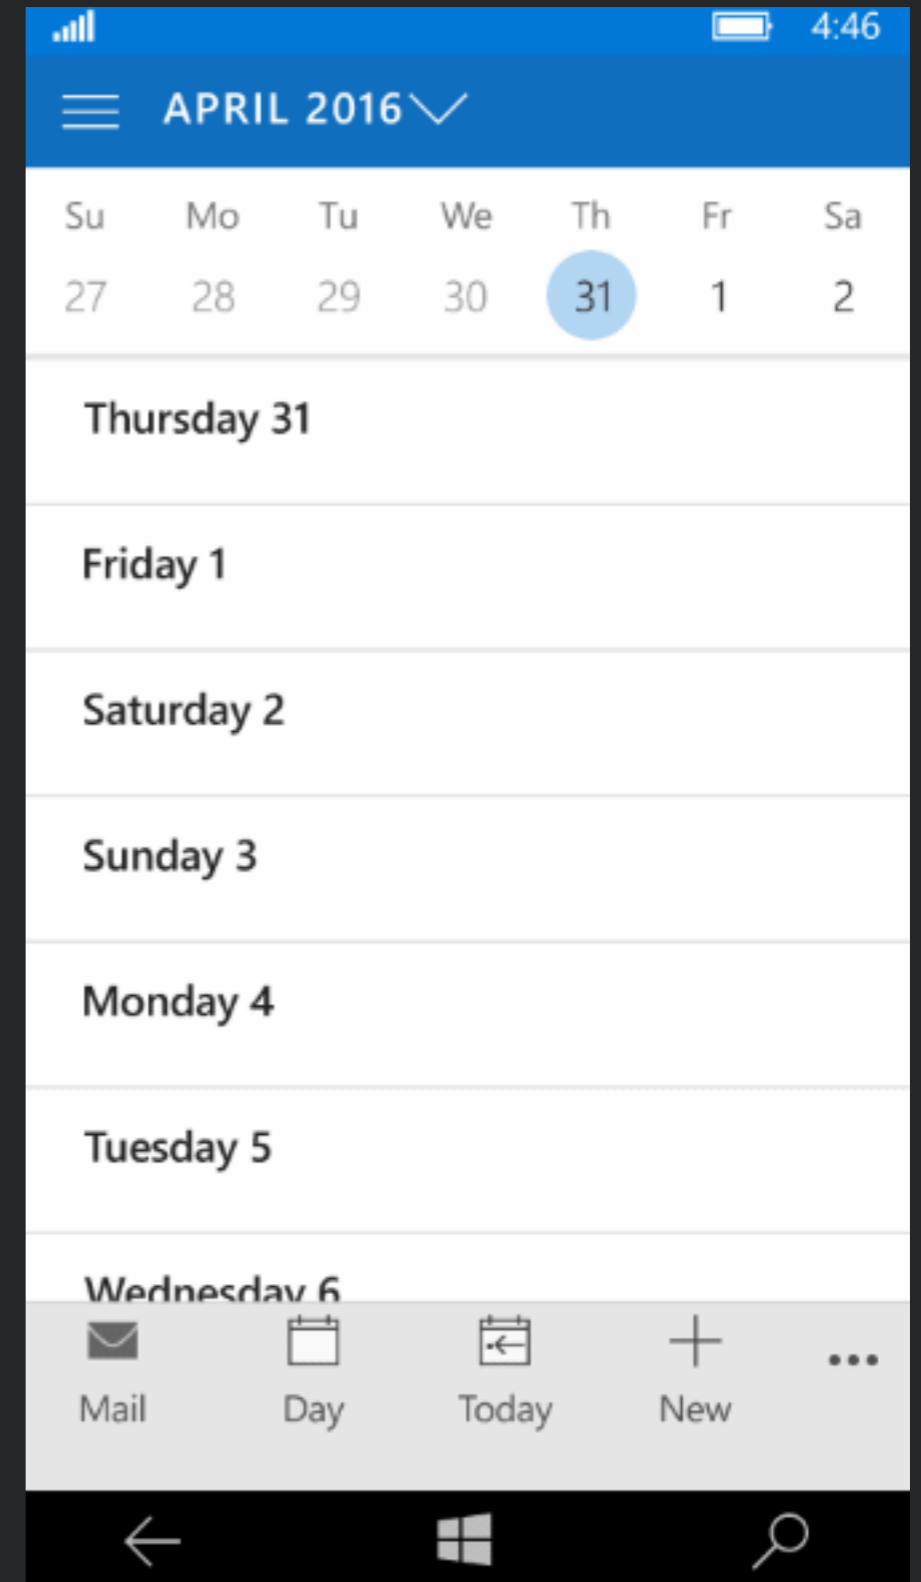 4:46
APRIL 2016
Su Mo Tu We Th Fr Sa
27 28 29 30 31 1 2
Thursday 31
Friday 1
Saturday 2
Sunday 3
Monday 4
Tuesday 5
Wednesday 6
Mail Day Today New